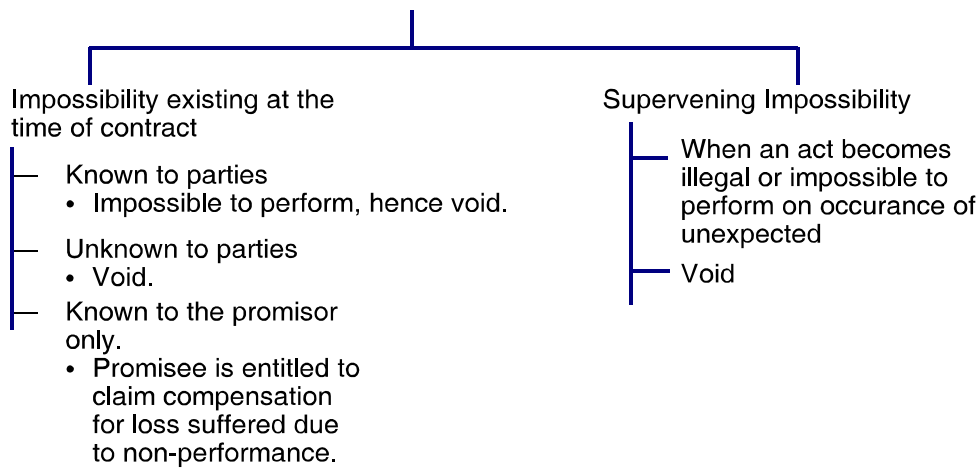 Impossibility existing at the
time of contract
Known to parties
• Impossible to perform, hence void.
Unknown to parties
• Void.
Known to the promisor
only.
• Promisee is entitled to
claim compensation
for loss suffered due
to non-performance.
Supervening Impossibility
When an act becomes
illegal or impossible to
perform on occurance of
unexpected
Void